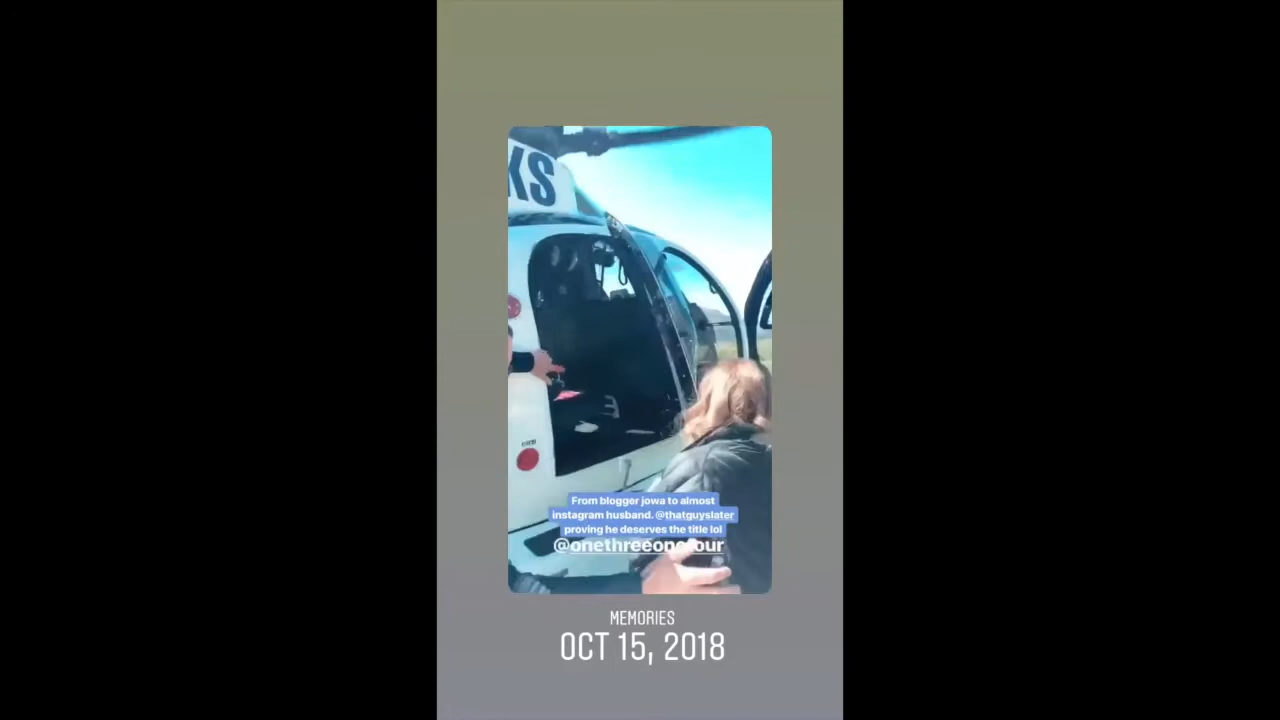 KS
From blogger jowa to almost
instagram husband. @thatguyslater
proving he deserves the title lol
@onethreeonefour
MEMORIES
OCT 15, 2018